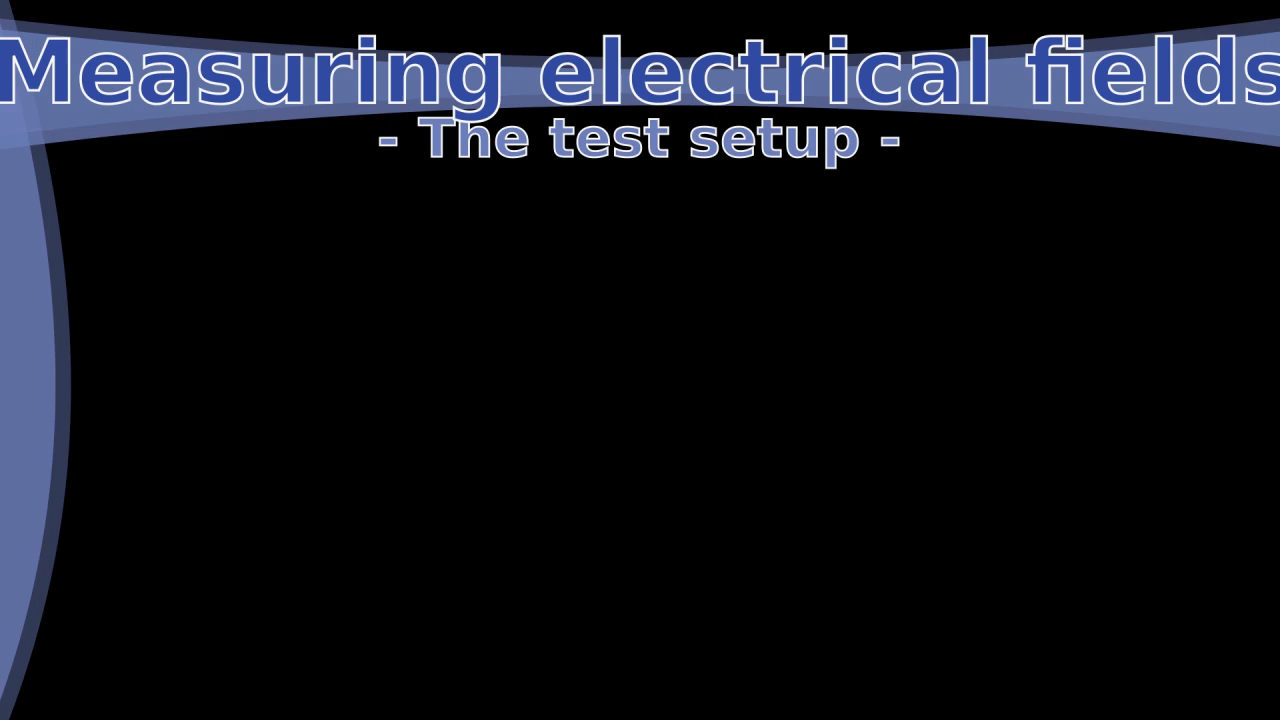 Measuring electrical fields
- The test setup -